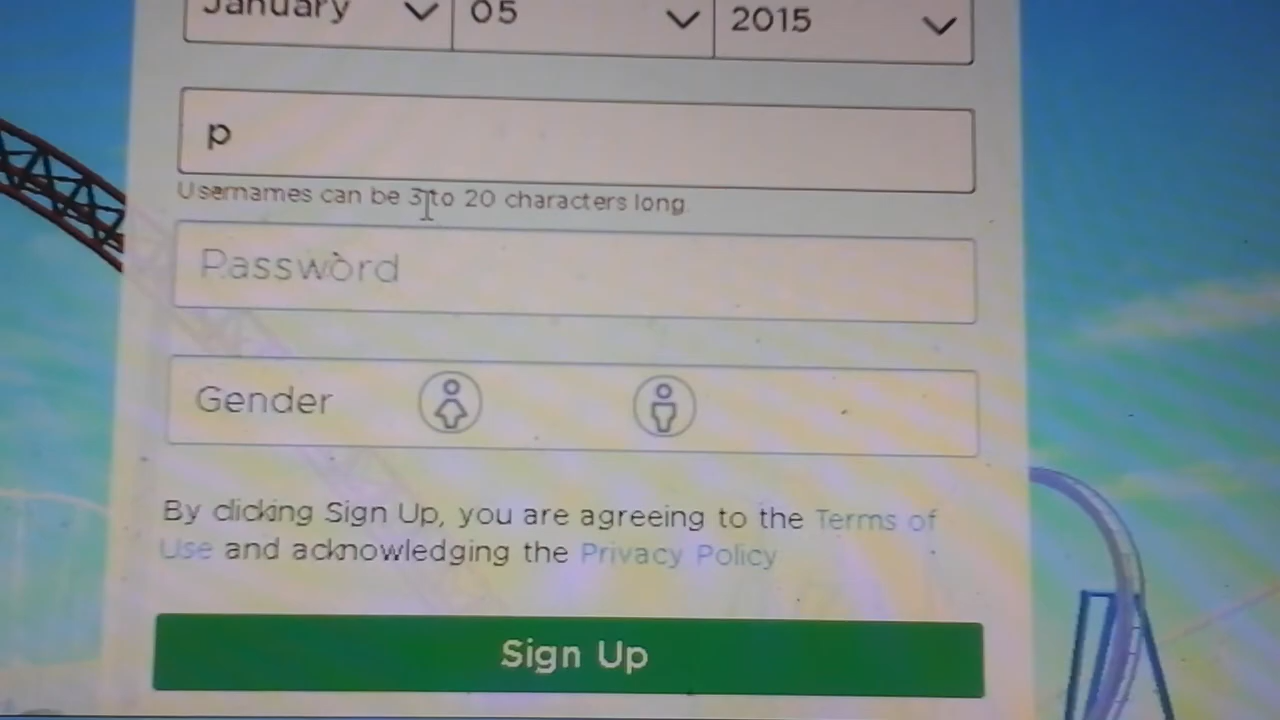 January 05 2015
p
Usernames can be 3 to 20 characters long
Password
Gender
By clicking Sign Up, you are agreeing to the Terms of
Use and acknowledging the Privacy Policy
Sign Up